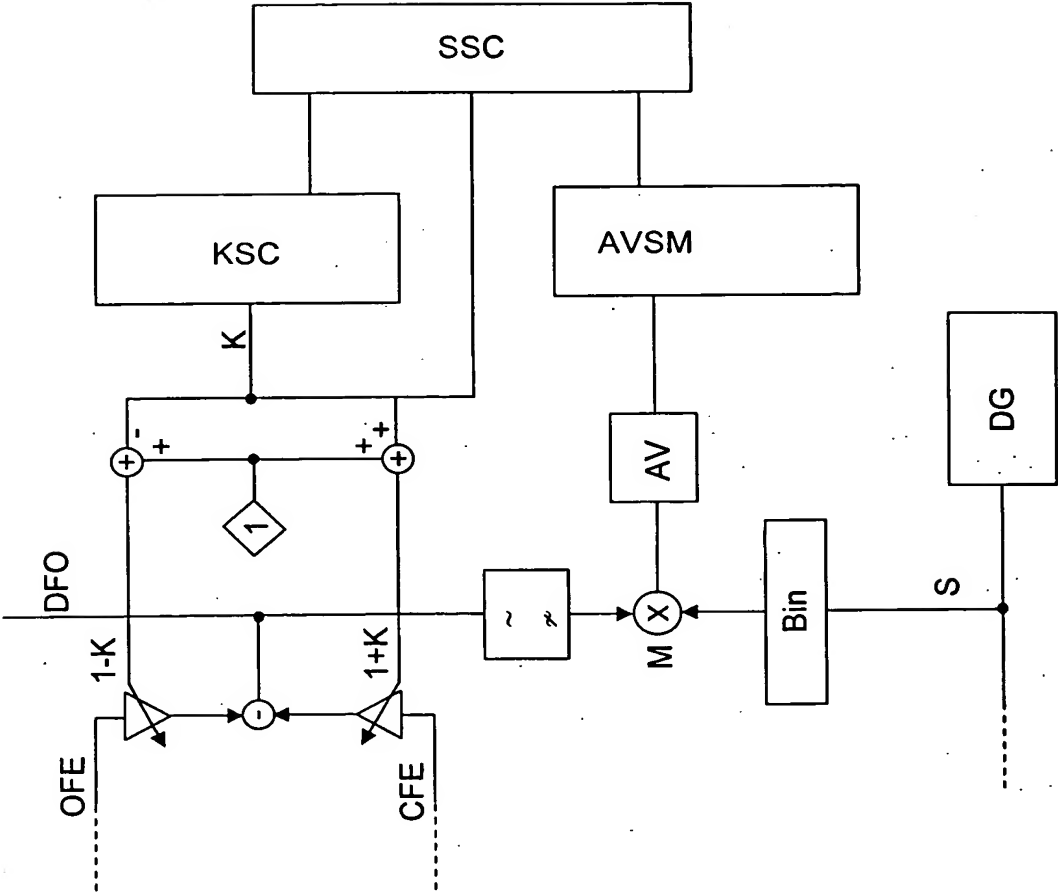 SSC
KSC
AVSM
K
DG
-
+
+
+
+
+
AV
1
DFO
S
~
Bin
X
M
1-K
1+K
-
OFE
CFE